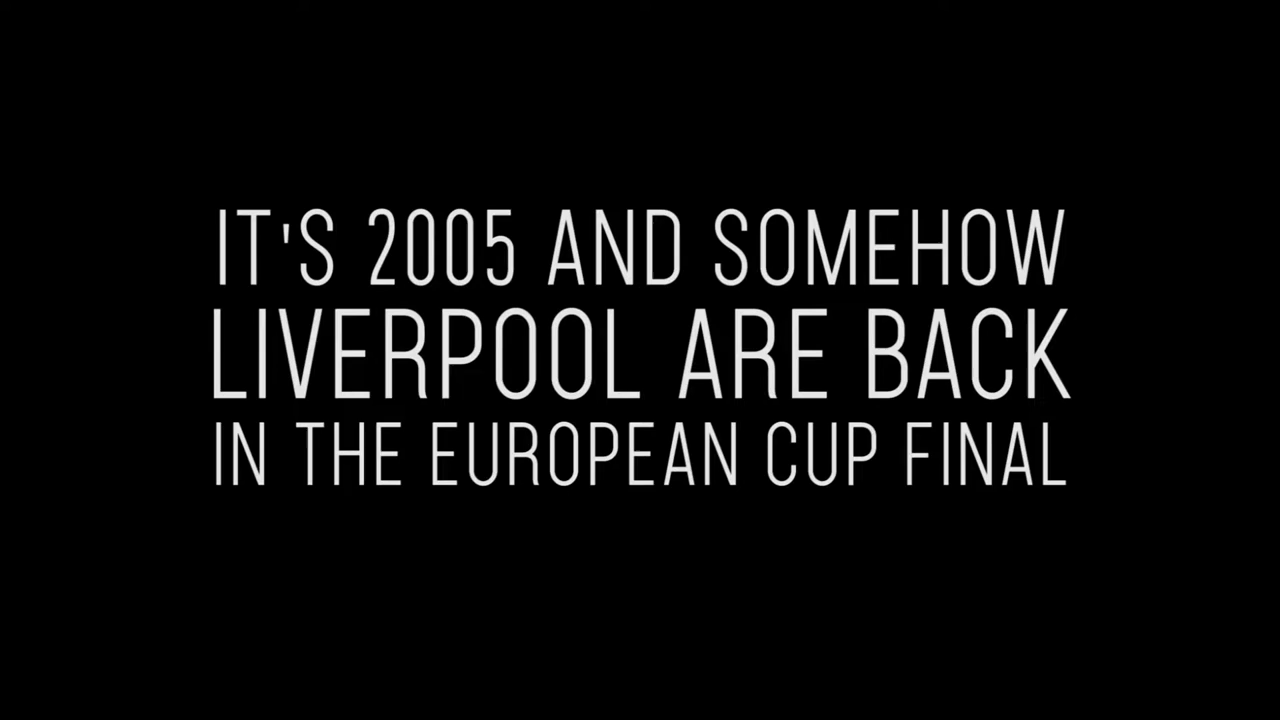 IT'S 2005 AND SOMEHOW
LIVERPOOL ARE BACK
IN THE EUROPEAN CUP FINAL